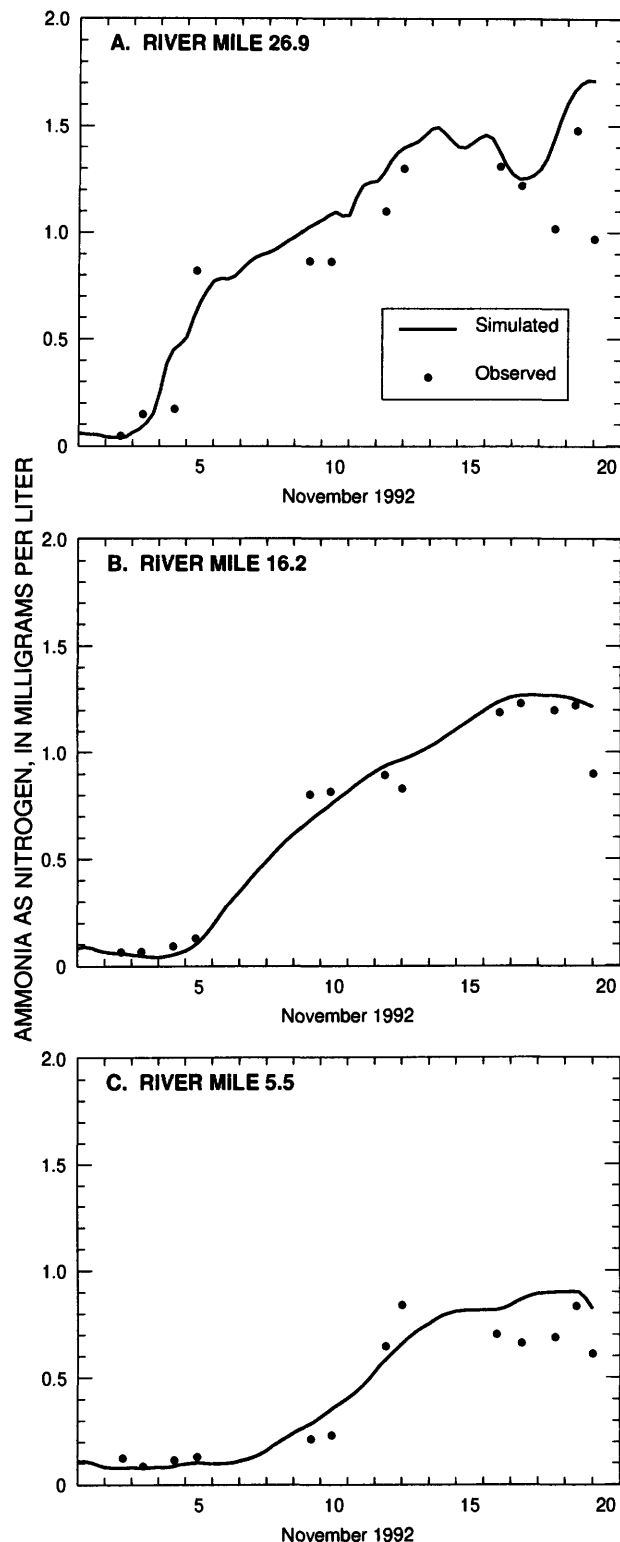 AMMONIA AS NITROGEN, IN MILLIGRAMS PER LITER
A. RIVER MILE 26.9
2.0
1.5
1.0
0.5
0
Simulated
Observed
5 10 15 20
November 1992
B. RIVER MILE 16.2
2.0
1.5
1.0
0.5
0
5 10 15 20
November 1992
C. RIVER MILE 5.5
2.0
1.5
1.0
0.5
0
5 10 15 20
November 1992